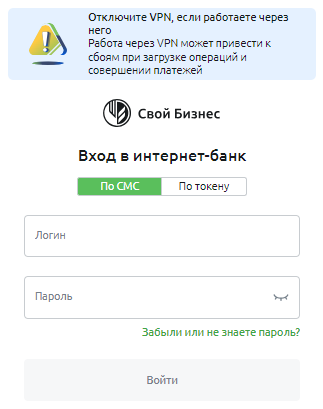 Отключите VPN, если работаете через
него
Работа через VPN может привести к
сбоям при загрузке операций и
совершении платежей
Свой Бизнес
Вход в интернет-банк
По СМС По токену
Логин
Пароль
Забыли или не знаете пароль?
Войти